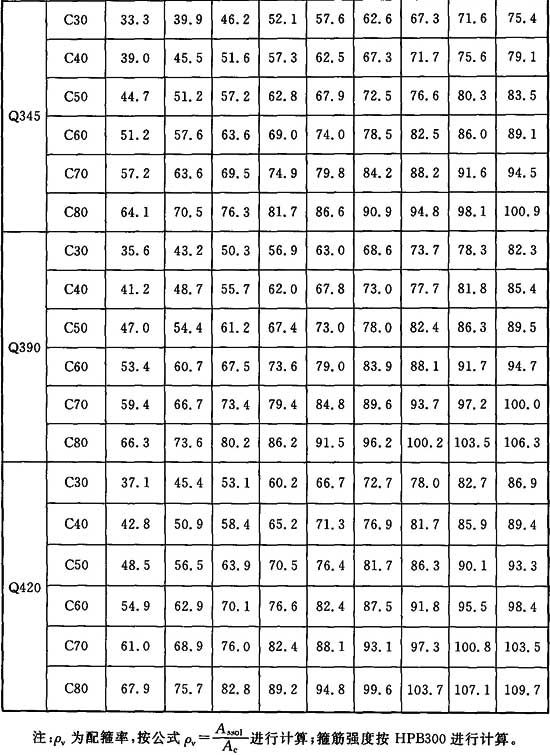 Q345
C30 33.3 39.9 46.2 52.1 57.6 62.6 67.3 71.6 75.4
C40 39.0 45.5 51.6 57.3 62.5 67.3 71.7 75.6 79.1
C50 44.7 51.2 57.2 62.8 67.9 72.5 76.6 80.3 83.5
C60 51.2 57.6 63.6 69.0 74.0 78.5 82.5 86.0 89.1
C70 57.2 63.6 69.5 74.9 79.8 84.2 88.2 91.6 94.5
C80 64.1 70.5 76.3 81.7 86.6 90.9 94.8 98.1 100.9
Q390
C30 35.6 43.2 50.3 56.9 63.0 68.6 73.7 78.3 82.3
C40 41.2 48.7 55.7 62.0 67.8 73.0 77.7 81.8 85.4
C50 47.0 54.4 61.2 67.4 73.0 78.0 82.4 86.3 89.5
C60 53.4 60.7 67.5 73.6 79.0 83.9 88.1 91.7 94.7
C70 59.4 66.7 73.4 79.4 84.8 89.6 93.7 97.2 100.0
C80 66.3 73.6 80.2 86.2 91.5 96.2 100.2 103.5 106.3
Q420
C30 37.1 45.4 53.1 60.2 66.7 72.7 78.0 82.7 86.9
C40 42.8 50.9 58.4 65.2 71.3 76.9 81.7 85.9 89.4
C50 48.5 56.5 63.9 70.5 76.4 81.7 86.3 90.1 93.3
C60 54.9 62.9 70.1 76.6 82.4 87.5 91.8 95.5 98.4
C70 61.0 68.9 76.0 82.4 88.1 93.1 97.3 100.8 103.5
C80 67.9 75.7 82.8 89.2 94.8 99.6 103.7 107.1 109.7
注:ρv 为配箍率,按公式 ρv=Asso1/Ac 进行计算;箍筋强度按 HPB300 进行计算。